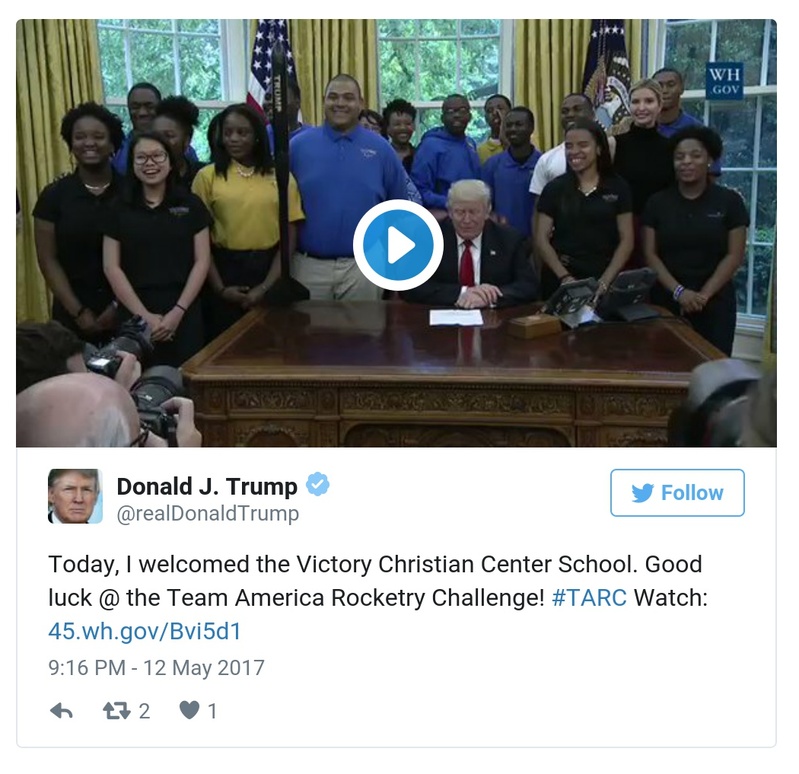 TRUMP
WH
GOV
Donald J. Trump
@realDonaldTrump
Follow
Today, I welcomed the Victory Christian Center School. Good
luck @ the Team America Rocketry Challenge! #TARC Watch:
45.wh.gov/Bvi5d1
9:16 PM - 12 May 2017
2
1